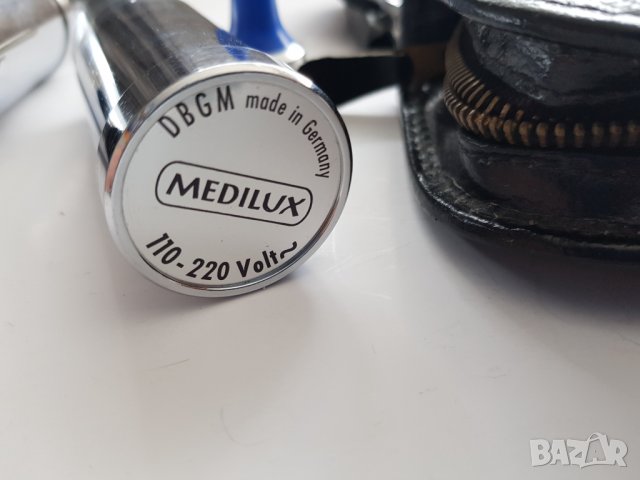 DBGM made in Germany
MEDILUX
110-220 Volt~
BAZAR